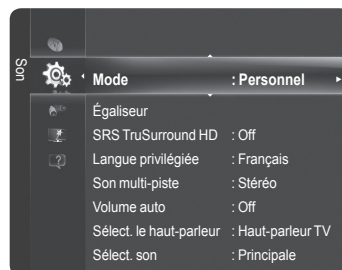 Son
Mode : Personnel
Égaliseur
SRS TruSurround HD : Off
Langue privilégiée : Français
Son multi-piste : Stéréo
Volume auto : Off
Sélect. le haut-parleur : Haut-parleur TV
Sélect. son : Principale